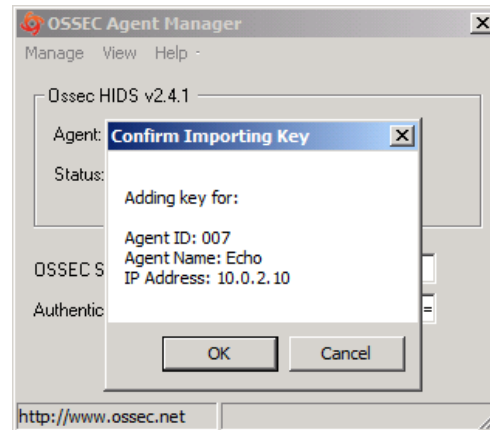 OSSEC Agent Manager
Manage View Help
Ossec HIDS v2.4.1
Agent:
Status:
Confirm Importing Key
Adding key for:
Agent ID: 007
Agent Name: Echo
IP Address: 10.0.2.10
OSSEC S
Authentic
=
OK Cancel
http://www.ossec.net